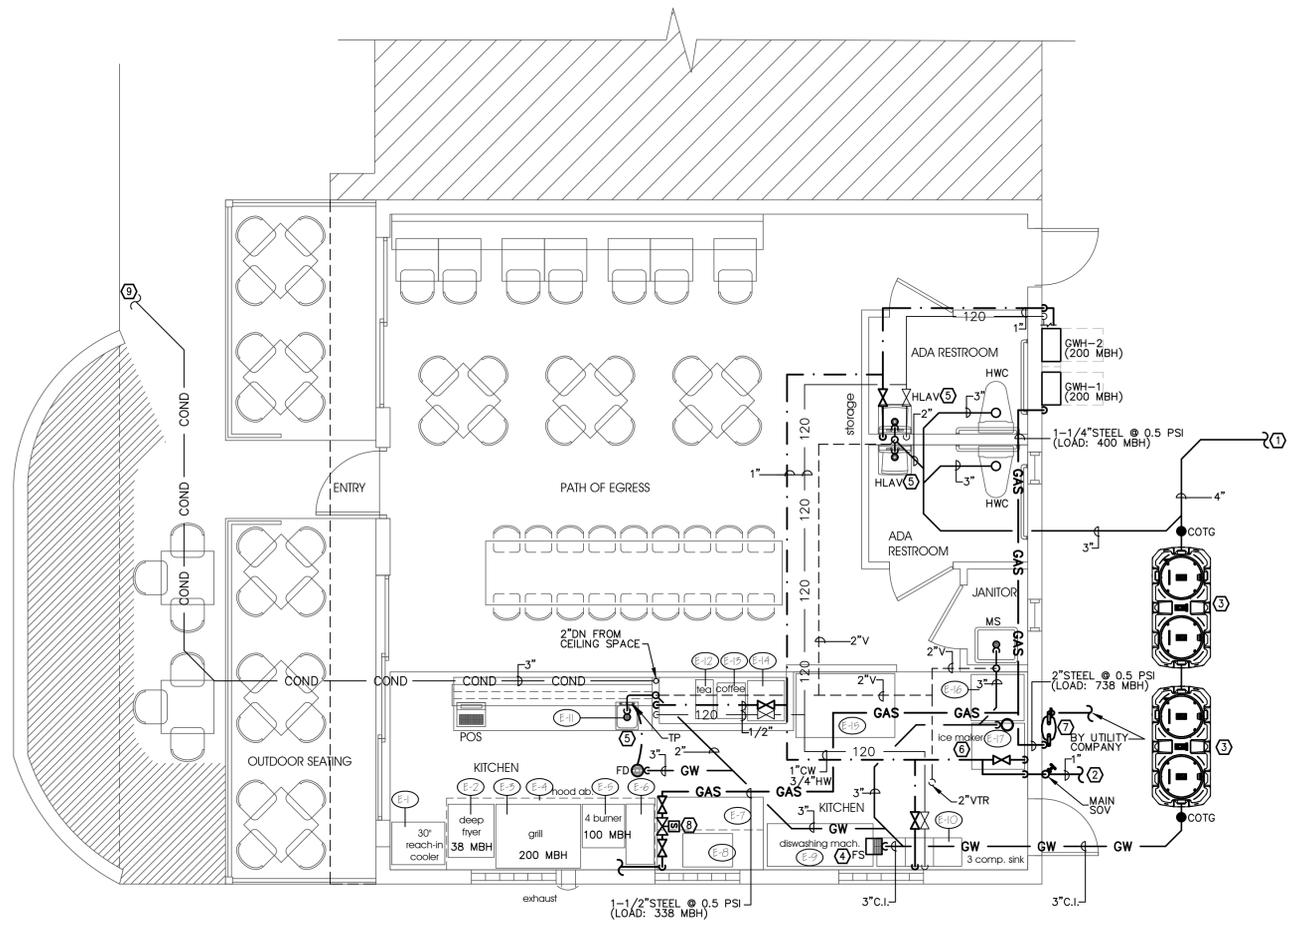 9
COND
120
1"
GWH-2
(200 MBH)
ADA RESTROOM
HWC
GWH-1
(200 MBH)
HLAV 5
3"
2"
storage
120
1-1/4"STEEL @ 0.5 PSI
(LOAD: 400 MBH)
1
1"
3"
GAS
HLAV 5
HWC
4"
COND
ENTRY
PATH OF EGRESS
120
COTG
ADA
RESTROOM
3"
GAS
COND
120
JANITOR
3
MS
2"DN FROM
CEILING SPACE
2"V
GAS
2"V
E-12
E-13
E-14
3"
120
COND
COND
COND
COND
2"V
3"
2"STEEL @ 0.5 PSI
(LOAD: 738 MBH)
tea
coffee
E-16
E-11
120
GAS
GAS
7
POS
5
TP
1/2"
E-15
ice maker
E-17
BY UTILITY
COMPANY
3
OUTDOOR SEATING
KITCHEN
3"
2"
120
6
FD
GW
1"CW
3/4"HW
1"
2
E-2
E-3
E-4
hood ab
E-5
E-6
GAS
GAS
3"
2"VTR
MAIN
SOV
E-1
deep
fryer
38 MBH
grill
200 MBH
4 burner
100 MBH
E-7
KITCHEN
3"
GW
E-10
COTG
30"
reach-in
cooler
S
8
E-8
diswashing mach.
E-9
4
FS
GW
GW
GW
3 comp. sink
exhaust
1-1/2"STEEL @ 0.5 PSI
(LOAD: 338 MBH)
3"C.I.
3"C.I.